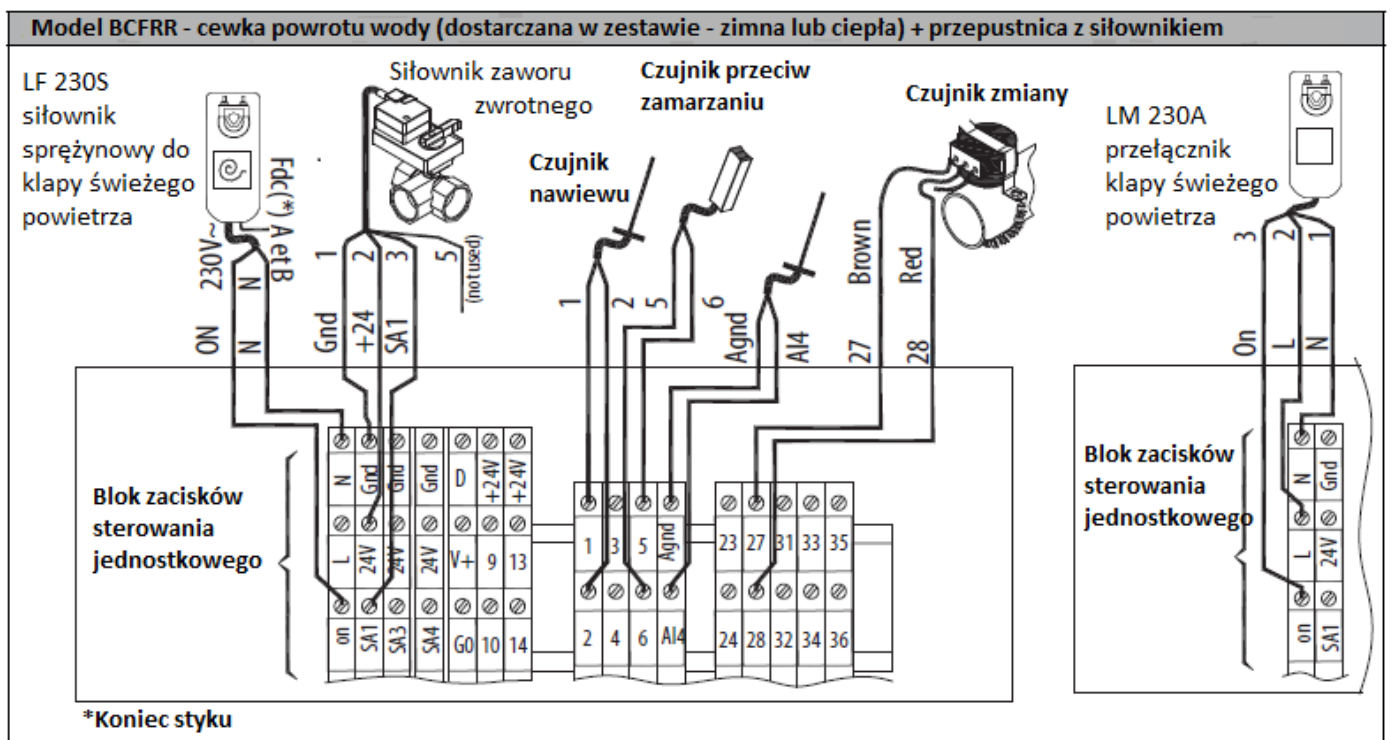 Model BCFRR - cewka powrotu wody (dostarczana w zestawie - zimna lub ciepła) + przepustnica z siłownikiem
LF 230S
siłownik
sprężynowy do
klapy świeżego
powietrza
Siłownik zaworu
zwrotnego
Czujnik przeciw
zamarzaniu
Czujnik
nawiewu
Czujnik zmiany
LM 230A
przełącznik
klapy świeżego
powietrza
Fdc(*) A et B
230V~
N
ON
N
1
2
3
5
(not used)
Gnd
+24
SA1
1
2
5
6
Agnd
AI4
Brown
Red
27
28
3
2
1
On
L
N
Blok zacisków
sterowania
jednostkowego
N Gnd Gnd Gnd D +24V +24V
L 24V 24V 24V V+ 9 13
on SA1 SA3 SA4 G0 10 14
1 3 5 Agnd
2 4 6 AI4
23 27 31 33 35
24 28 32 34 36
Blok zacisków
sterowania
jednostkowego
N Gnd
L 24V
on SA1
*Koniec styku